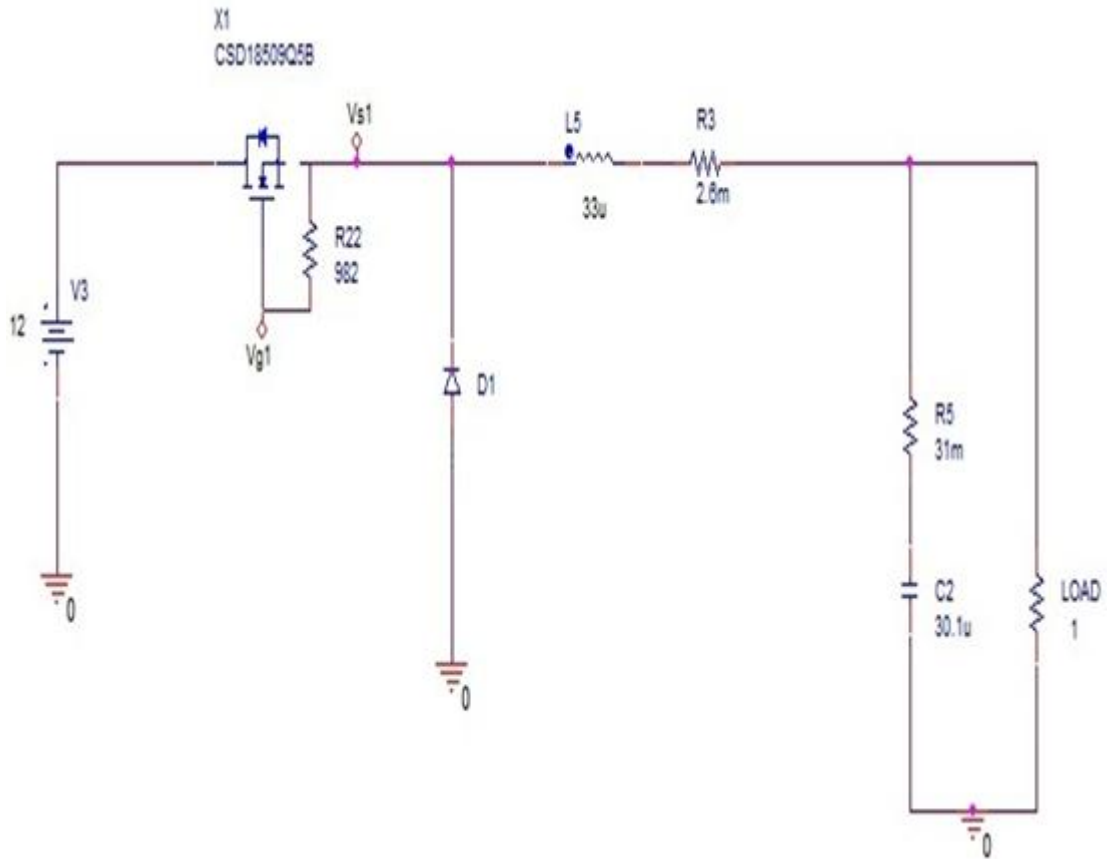 X1
CSD18509Q5B
Vs1
L5
33u
R3
2.6m
R22
982
Vg1
V3
12
D1
R5
31m
C2
30.1u
LOAD
1
0
0
0